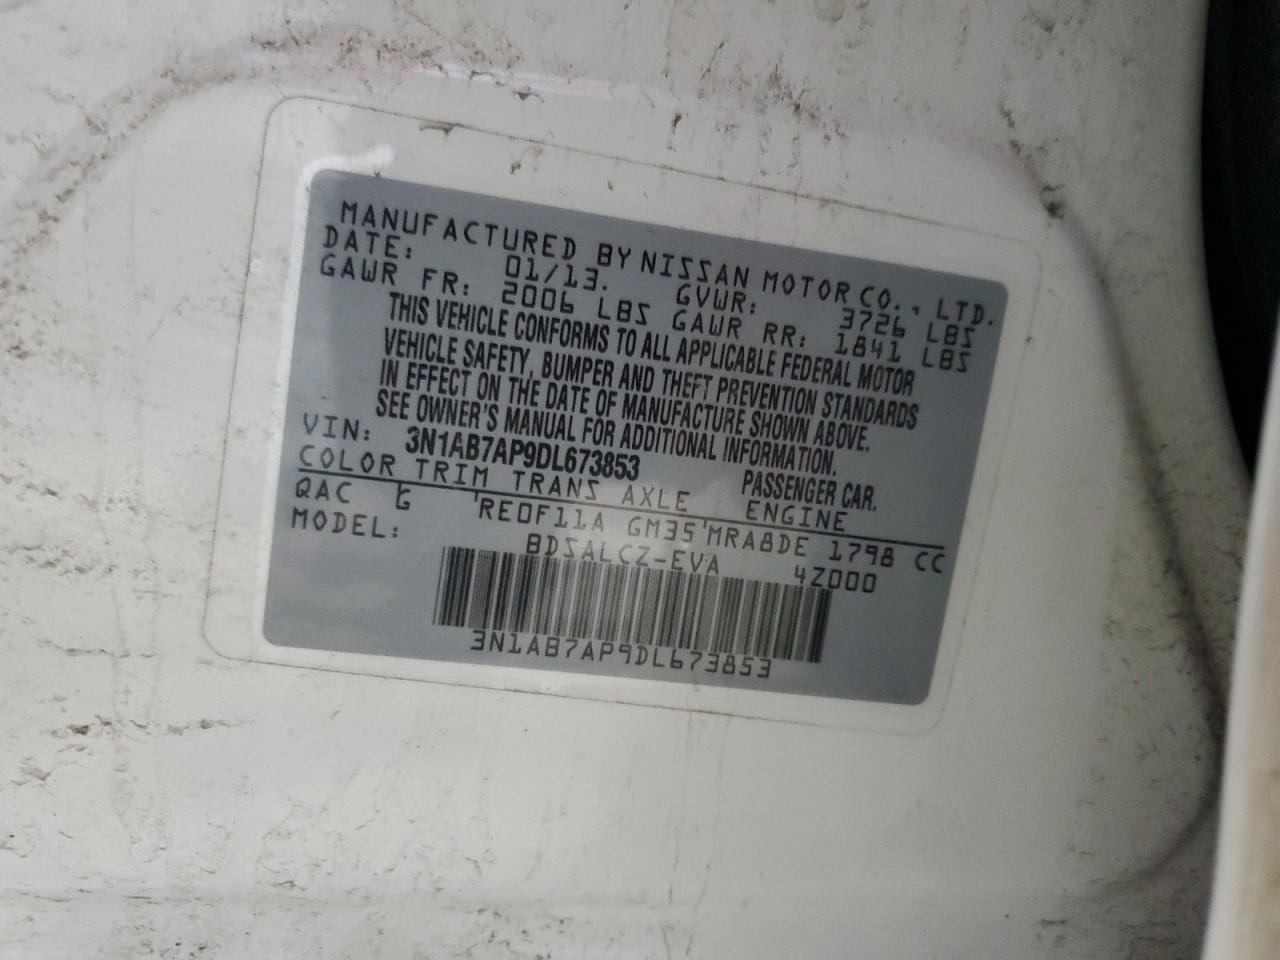 MANUFACTURED BY NISSAN MOTOR CO., LTD.
DATE: 01/13. GVWR: 3726 LBS
GAWR FR: 2006 LBS GAWR RR: 1841 LBS
THIS VEHICLE CONFORMS TO ALL APPLICABLE FEDERAL MOTOR
VEHICLE SAFETY, BUMPER AND THEFT PREVENTION STANDARDS
IN EFFECT ON THE DATE OF MANUFACTURE SHOWN ABOVE.
SEE OWNER'S MANUAL FOR ADDITIONAL INFORMATION.
VIN: 3N1AB7AP9DL673853 PASSENGER CAR.
COLOR TRIM TRANS AXLE ENGINE
QAC G RE0F11A GM35 MRA8DE 1798 CC
MODEL: BDSALCZ-EVA 4Z000
3N1AB7AP9DL673853